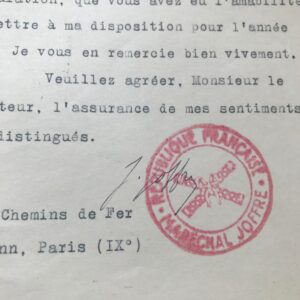 ration, que vous avez eu l'amabilité
ettre à ma disposition pour l'année
Je vous en remercie bien vivement.
Veuillez agréer, Monsieur le
teur, l'assurance de mes sentiments
distingués.
J. Joffre
RÉPUBLIQUE FRANÇAISE
MARÉCHAL JOFFRE
Chemins de Fer
nn, Paris (IX°)